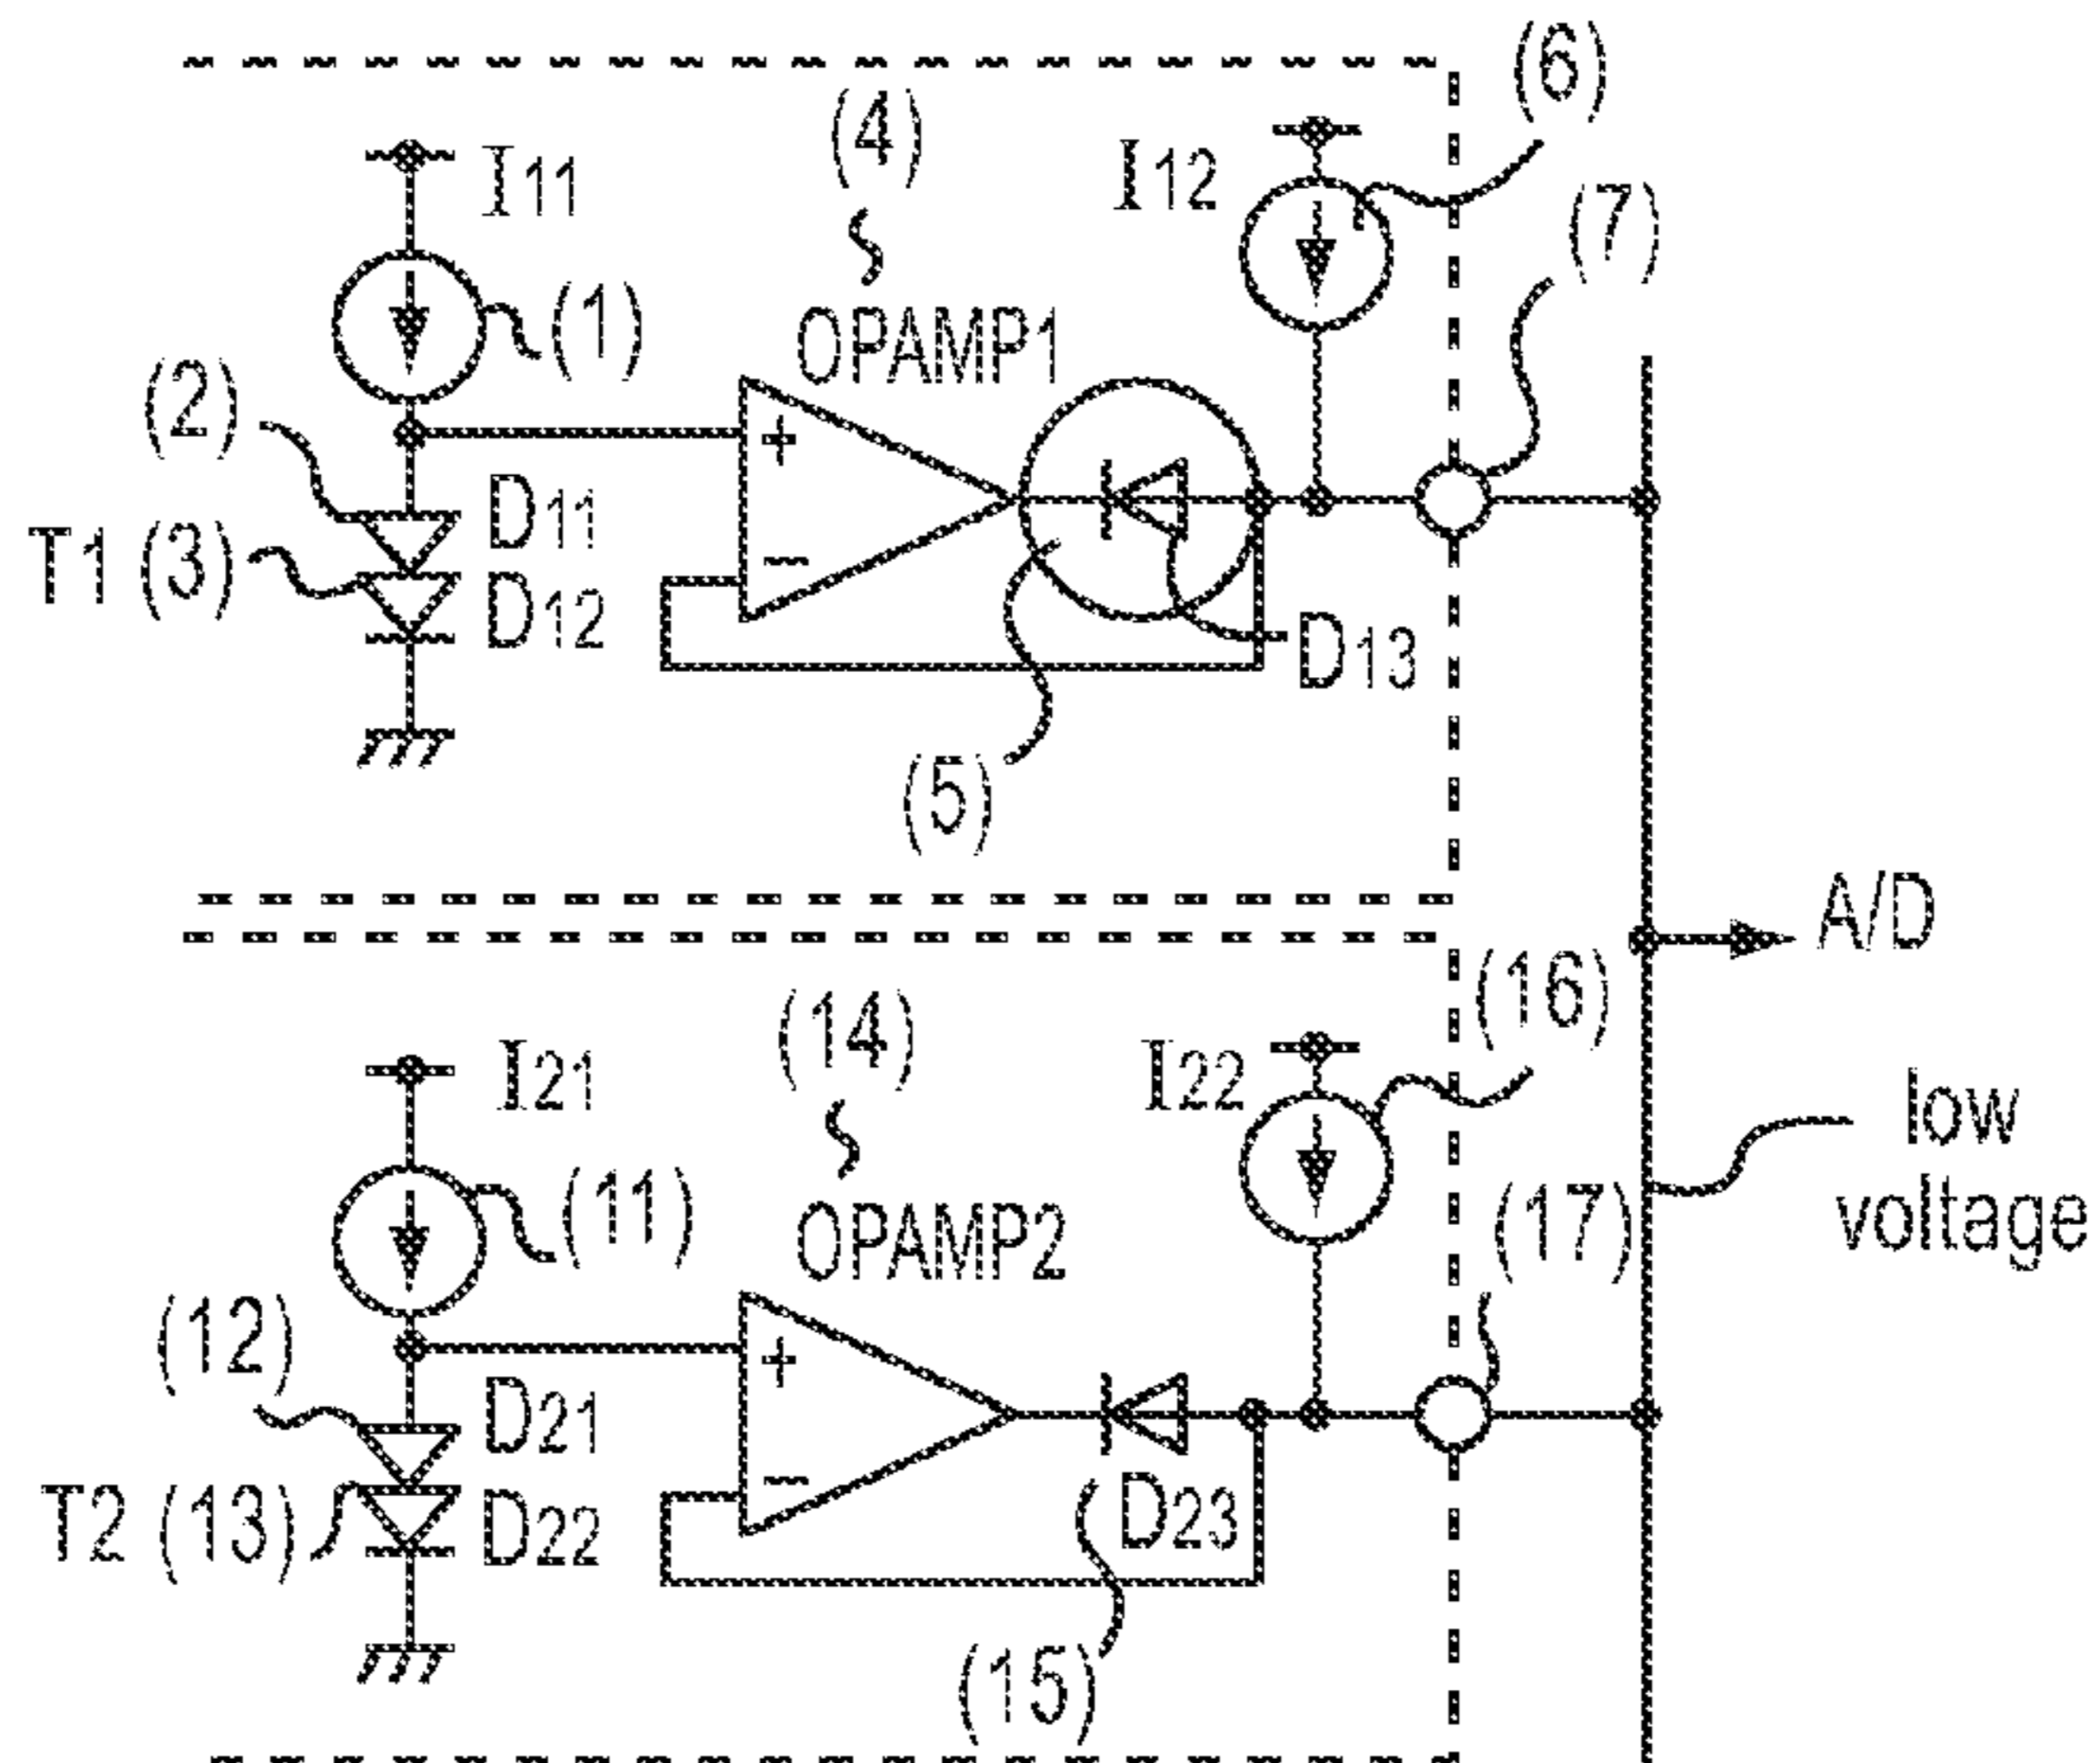 (6)
(4)
I11
I12
(7)
(1)
OPAMP1
(2)
+
D11
T1 (3)
−
D12
D13
(5)
A/D
(16)
(14)
I21
I22
low
voltage
(11)
(17)
OPAMP2
(12)
+
D21
−
T2 (13)
D22
D23
(15)